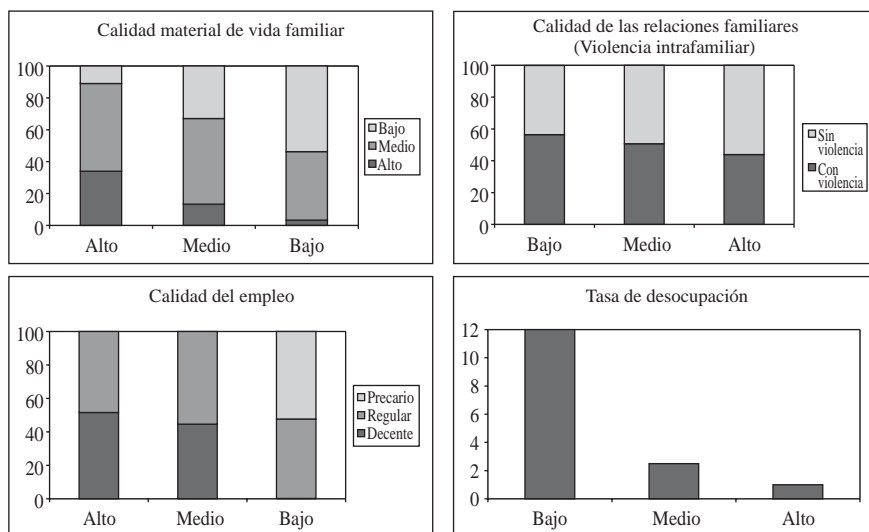 Calidad material de vida familiar
100
80
60
40
20
0
Alto
Medio
Bajo
Bajo
Medio
Alto
Calidad de las relaciones familiares
(Violencia intrafamiliar)
100
80
60
40
20
0
Bajo
Medio
Alto
Sin
violencia
Con
violencia
Calidad del empleo
100
80
60
40
20
0
Alto
Medio
Bajo
Precario
Regular
Decente
Tasa de desocupación
12
12
8
6
4
2
0
Bajo
Medio
Alto